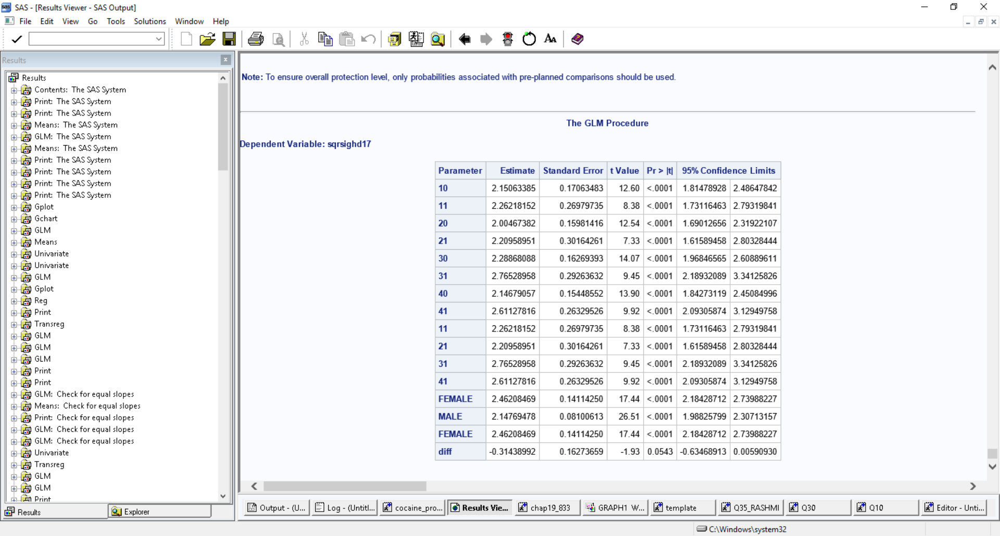 sas SAS - [Results Viewer - SAS Output]
File Edit View Go Tools Solutions Window Help
Results
Results
Contents: The SAS System
Print: The SAS System
Print: The SAS System
Means: The SAS System
GLM: The SAS System
Means: The SAS System
Print: The SAS System
Print: The SAS System
Print: The SAS System
Print: The SAS System
Gplot
Gchart
GLM
Means
Univariate
Univariate
GLM
Gplot
Reg
Print
Transreg
GLM
GLM
GLM
Print
Print
GLM: Check for equal slopes
Means: Check for equal slopes
Print: Check for equal slopes
GLM: Check for equal slopes
GLM: Check for equal slopes
Univariate
Transreg
GLM
GLM
Print
Results Explorer
Note: To ensure overall protection level, only probabilities associated with pre-planned comparisons should be used.
The GLM Procedure
Dependent Variable: sqrsighd17
Parameter Estimate Standard Error t Value Pr > |t| 95% Confidence Limits
10 2.15063385 0.17063483 12.60 <.0001 1.81478928 2.48647842
11 2.26218152 0.26979735 8.38 <.0001 1.73116463 2.79319841
20 2.00467382 0.15981416 12.54 <.0001 1.69012656 2.31922107
21 2.20958951 0.30164261 7.33 <.0001 1.61589458 2.80328444
30 2.28868088 0.16269393 14.07 <.0001 1.96846565 2.60889611
31 2.76528958 0.29263632 9.45 <.0001 2.18932089 3.34125826
40 2.14679057 0.15448552 13.90 <.0001 1.84273119 2.45084996
41 2.61127816 0.26329526 9.92 <.0001 2.09305874 3.12949758
11 2.26218152 0.26979735 8.38 <.0001 1.73116463 2.79319841
21 2.20958951 0.30164261 7.33 <.0001 1.61589458 2.80328444
31 2.76528958 0.29263632 9.45 <.0001 2.18932089 3.34125826
41 2.61127816 0.26329526 9.92 <.0001 2.09305874 3.12949758
FEMALE 2.46208469 0.14114250 17.44 <.0001 2.18428712 2.73988227
MALE 2.14769478 0.08100613 26.51 <.0001 1.98825799 2.30713157
FEMALE 2.46208469 0.14114250 17.44 <.0001 2.18428712 2.73988227
diff -0.31438992 0.16273659 -1.93 0.0543 -0.63468913 0.00590930
Output - (U... Log - (Untitl... cocaine_pro... Results Vie... chap19_833 GRAPH1 W... template Q35_RASHMI Q30 Q10 Editor - Unti...
C:\Windows\system32